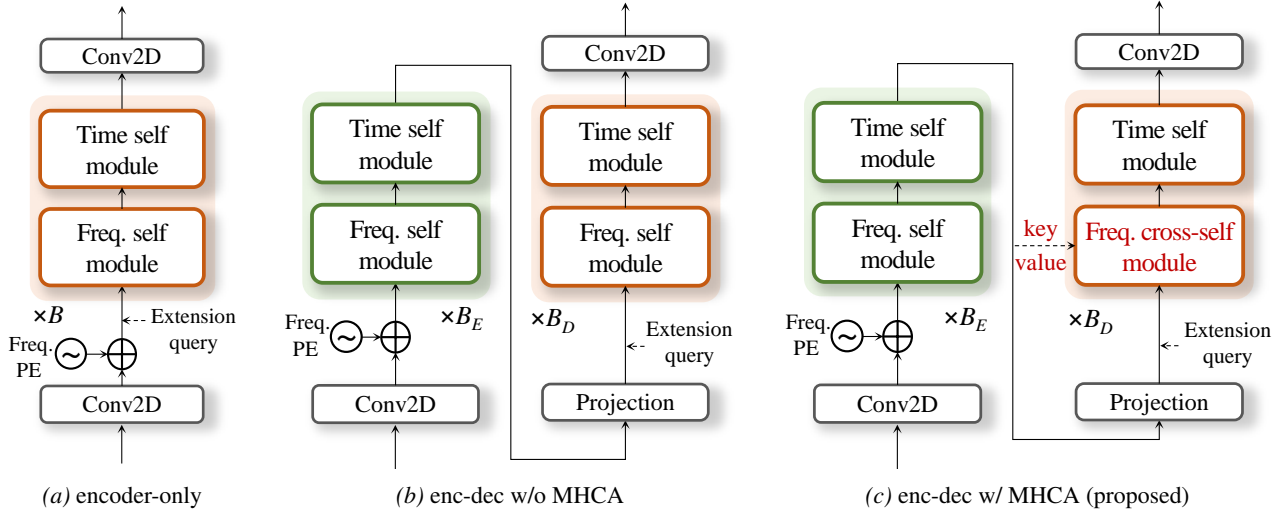 Conv2D
Time self
module
Freq. self
module
×B
Extension
query
Freq.
PE
Conv2D
(a) encoder-only
Time self
module
Freq. self
module
×B_E
Freq.
PE
Conv2D
Conv2D
Time self
module
Freq. self
module
×B_D
Extension
query
Projection
(b) enc-dec w/o MHCA
Time self
module
Freq. self
module
×B_E
Freq.
PE
Conv2D
key
value
Conv2D
Time self
module
Freq. cross-self
module
×B_D
Extension
query
Projection
(c) enc-dec w/ MHCA (proposed)